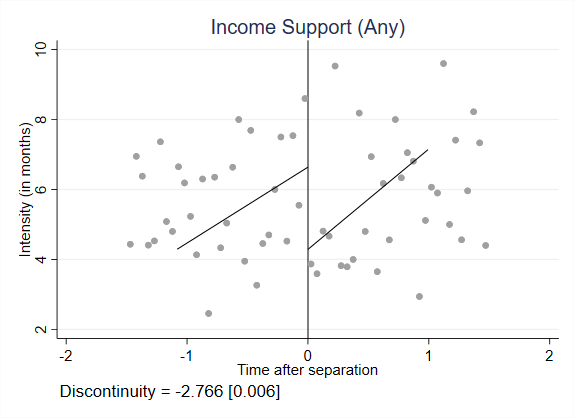 Income Support (Any)
Intensity (in months)
10
8
6
4
2
-2
-1
0
1
2
Time after separation
Discontinuity = -2.766 [0.006]